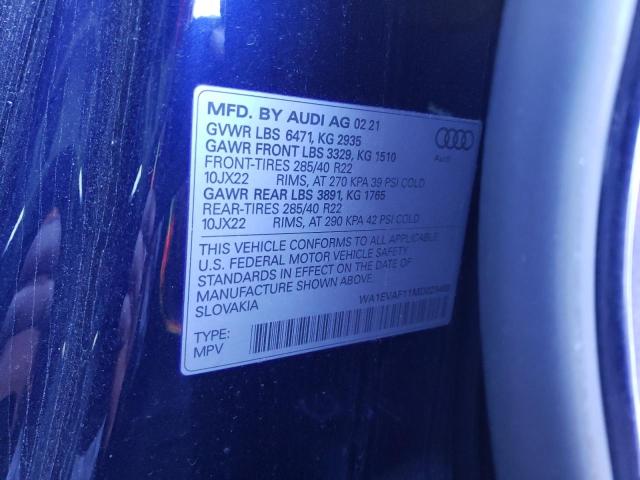 MFD. BY AUDI AG 02 21
GVWR LBS 6471, KG 2935
GAWR FRONT LBS 3329, KG 1510
FRONT-TIRES 285/40 R22
10JX22 RIMS, AT 270 KPA 39 PSI COLD
GAWR REAR LBS 3891, KG 1765
REAR-TIRES 285/40 R22
10JX22 RIMS, AT 290 KPA 42 PSI COLD
Audi
THIS VEHICLE CONFORMS TO ALL APPLICABLE
U.S. FEDERAL MOTOR VEHICLE SAFETY
STANDARDS IN EFFECT ON THE DATE OF
MANUFACTURE SHOWN ABOVE.
SLOVAKIA
TYPE:
MPV